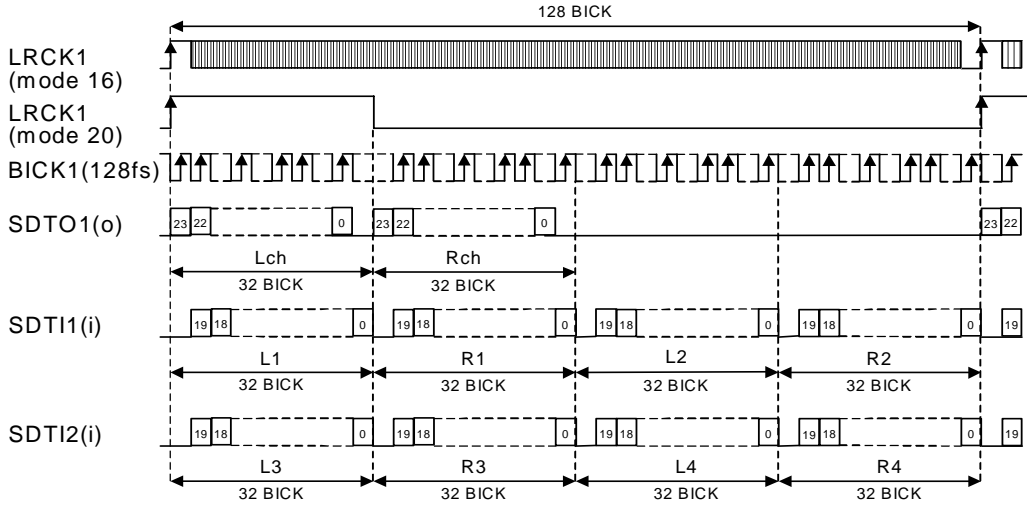 128 BICK
LRCK1
(mode 16)
LRCK1
(mode 20)
BICK1(128fs)
SDTO1(o)
23 22 0 23 22 0 23 22
Lch Rch
32 BICK 32 BICK
SDTI1(i)
19 18 0 19 18 0 19 18 0 19 18 0 19
L1 R1 L2 R2
32 BICK 32 BICK 32 BICK 32 BICK
SDTI2(i)
19 18 0 19 18 0 19 18 0 19 18 0 19
L3 R3 L4 R4
32 BICK 32 BICK 32 BICK 32 BICK